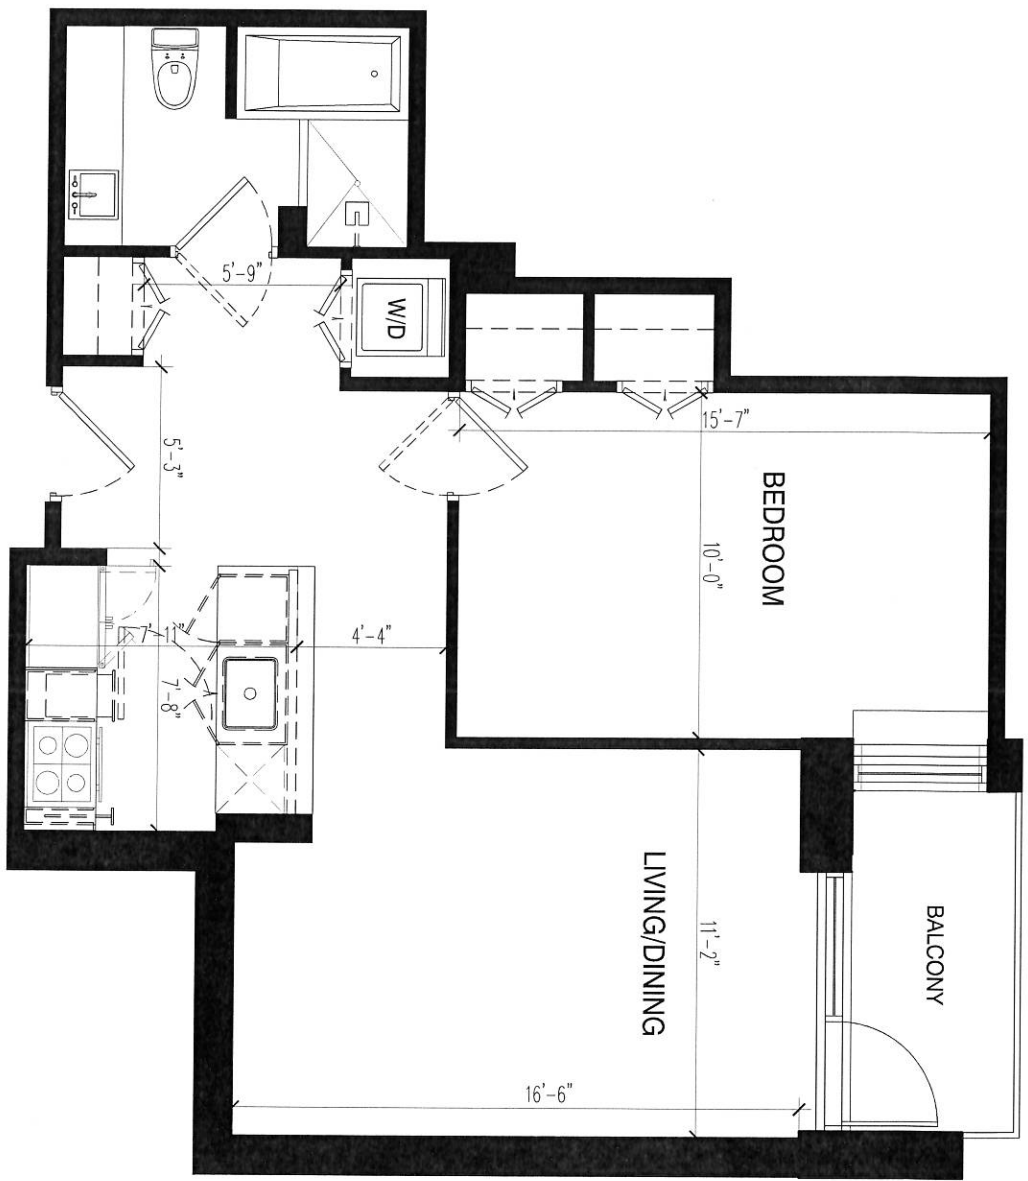 5'-9"
W/D
15'-7"
5'-3"
BEDROOM
10'-0"
7'-11"
4'-4"
7'-8"
LIVING/DINING
11'-2"
BALCONY
16'-6"